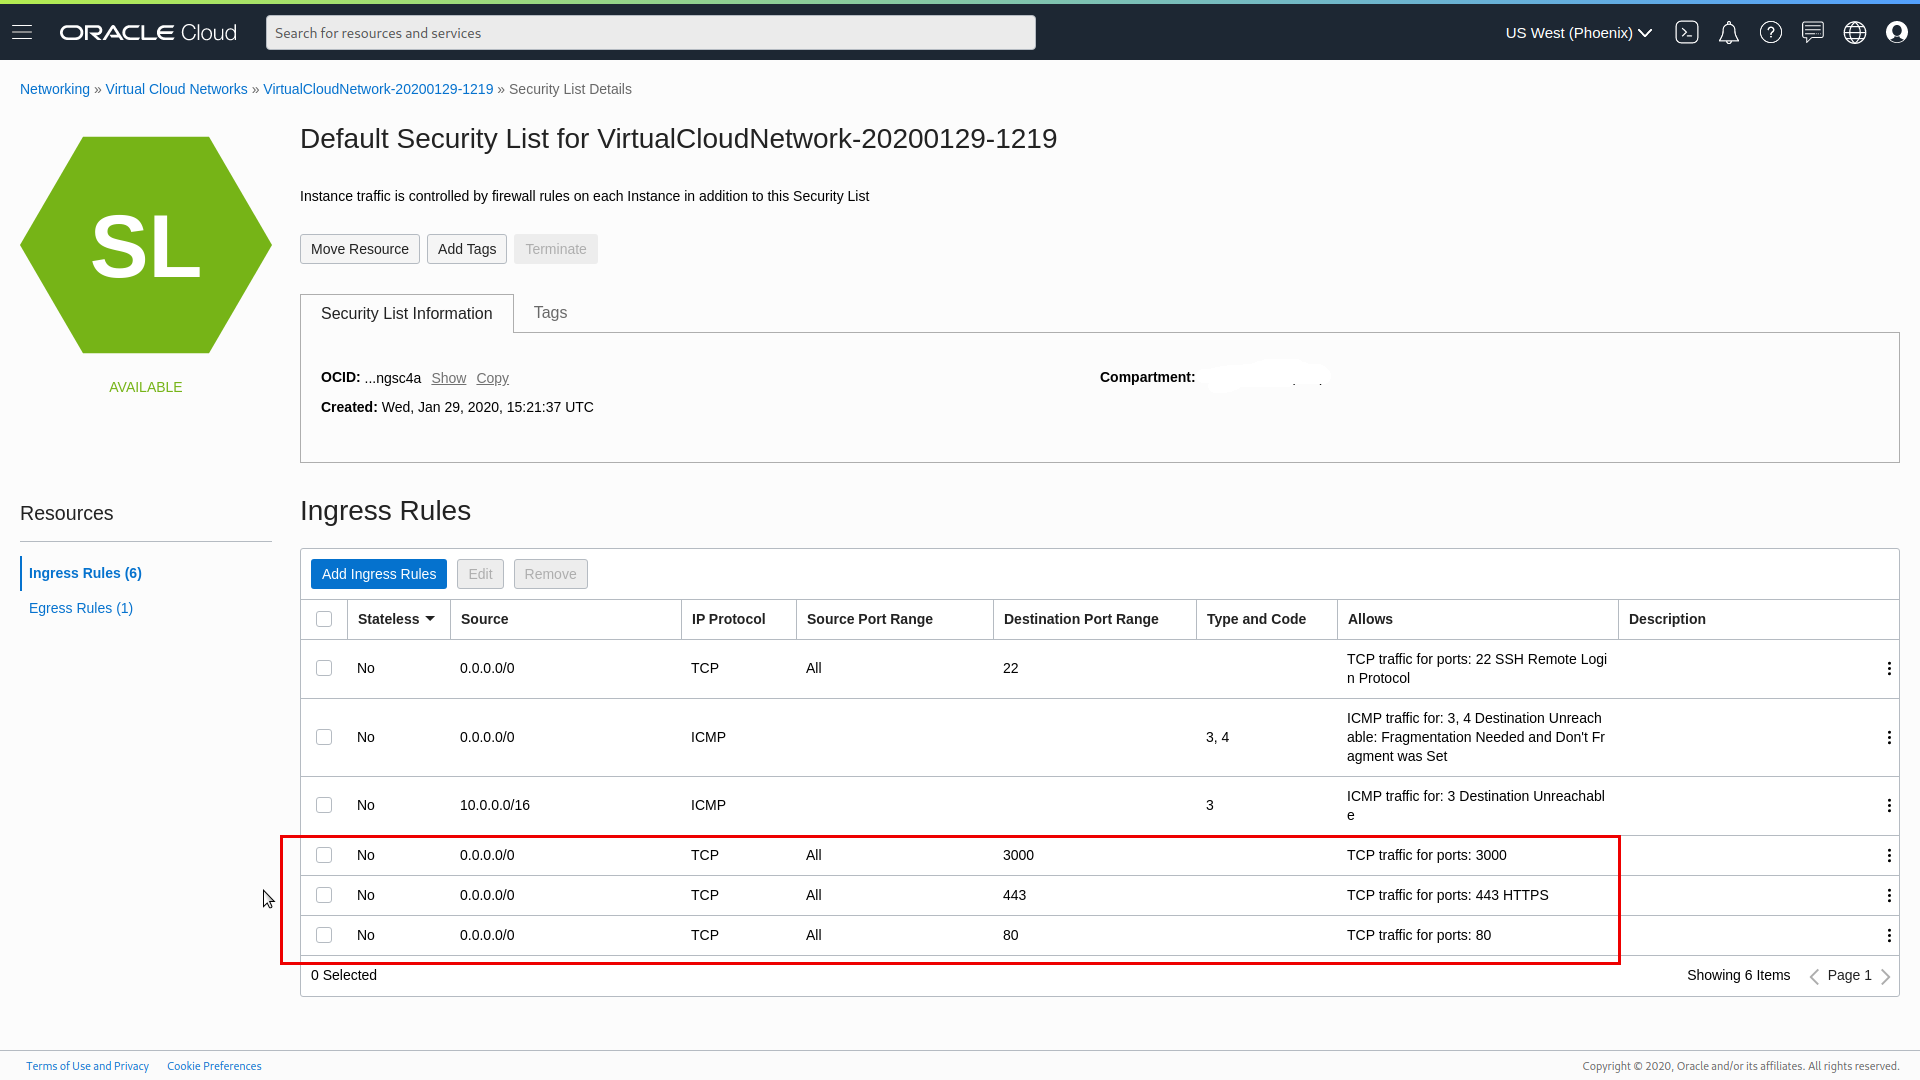 ORACLE Cloud
Search for resources and services
US West (Phoenix)
Networking » Virtual Cloud Networks » VirtualCloudNetwork-20200129-1219 » Security List Details
SL
AVAILABLE
Default Security List for VirtualCloudNetwork-20200129-1219
Instance traffic is controlled by firewall rules on each Instance in addition to this Security List
Move Resource Add Tags Terminate
Security List Information Tags
OCID: ...ngsc4a Show Copy
Compartment:
Created: Wed, Jan 29, 2020, 15:21:37 UTC
Resources
Ingress Rules (6)
Egress Rules (1)
Ingress Rules
Add Ingress Rules Edit Remove
Stateless Source IP Protocol Source Port Range Destination Port Range Type and Code Allows Description
No 0.0.0.0/0 TCP All 22 TCP traffic for ports: 22 SSH Remote Logi
n Protocol
No 0.0.0.0/0 ICMP 3, 4 ICMP traffic for: 3, 4 Destination Unreach
able: Fragmentation Needed and Don't Fr
agment was Set
No 10.0.0.0/16 ICMP 3 ICMP traffic for: 3 Destination Unreachabl
e
No 0.0.0.0/0 TCP All 3000 TCP traffic for ports: 3000
No 0.0.0.0/0 TCP All 443 TCP traffic for ports: 443 HTTPS
No 0.0.0.0/0 TCP All 80 TCP traffic for ports: 80
0 Selected
Showing 6 Items Page 1
Terms of Use and Privacy Cookie Preferences
Copyright © 2020, Oracle and/or its affiliates. All rights reserved.